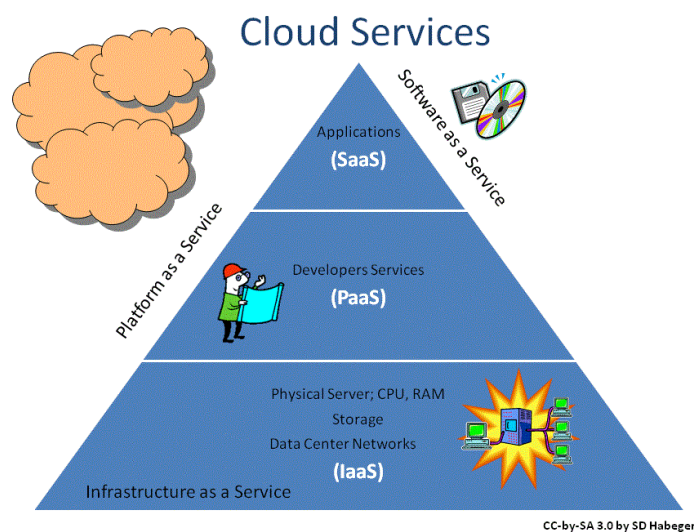 Cloud Services
Software as a Service
Applications
(SaaS)
Platform as a Service
Developers Services
(PaaS)
Physical Server; CPU, RAM
Storage
Data Center Networks
(IaaS)
Infrastructure as a Service
CC-by-SA 3.0 by SD Habeger